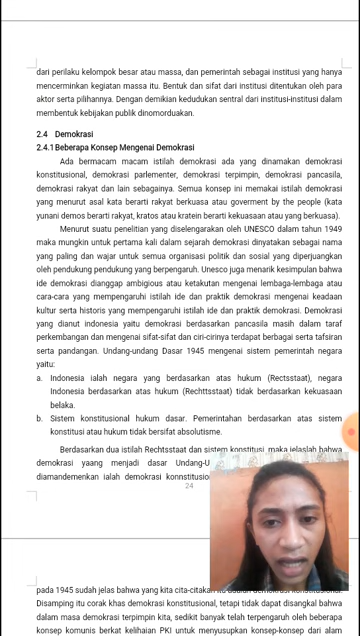 dari perilaku kelompok besar atau massa, dan pemerintah sebagai institusi yang hanya
mencerminkan kegiatan massa itu. Bentuk dan sifat dari institusi ditentukan oleh para
aktor serta pilihannya. Dengan demikian kedudukan sentral dari institusi-institusi dalam
membentuk kebijakan publik dinomorduakan.
2.4 Demokrasi
2.4.1 Beberapa Konsep Mengenai Demokrasi
Ada bermacam macam istilah demokrasi ada yang dinamakan demokrasi
konstitusional, demokrasi parlementer, demokrasi terpimpin, demokrasi pancasila,
demokrasi rakyat dan lain sebagainya. Semua konsep ini memakai istilah demokrasi
yang menurut asal kata berarti rakyat berkuasa atau goverment by the people (kata
yunani demos berarti rakyat, kratos atau kratein berarti kekuasaan atau yang berkuasa).
Menurut suatu penelitian yang diselengarakan oleh UNESCO dalam tahun 1949
maka mungkin untuk pertama kali dalam sejarah demokrasi dinyatakan sebagai nama
yang paling dan wajar untuk semua organisasi politik dan sosial yang diperjuangkan
oleh pendukung pendukung yang berpengaruh. Unesco juga menarik kesimpulan bahwa
ide demokrasi dianggap ambigious atau ketakutan mengenai lembaga-lembaga atau
cara-cara yang mempengaruhi istilah ide dan praktik demokrasi mengenai keadaan
kultur serta historis yang mempengaruhi istilah ide dan praktik demokrasi. Demokrasi
yang dianut indonesia yaitu demokrasi berdasarkan pancasila masih dalam taraf
perkembangan dan mengenai sifat-sifat dan ciri-cirinya terdapat berbagai serta tafsiran
serta pandangan. Undang-undang Dasar 1945 mengenai sistem pemerintah negara
yaitu:
a. Indonesia ialah negara yang berdasarkan atas hukum (Rectsstaat), negara
Indonesia berdasarkan atas hukum (Rechttsstaat) tidak berdasarkan kekuasaan
belaka.
b. Sistem konstitusional hukum dasar. Pemerintahan berdasarkan atas sistem
konstitusi atau hukum tidak bersifat absolutisme.
Berdasarkan dua istilah Rechtsstaat dan sistem konstitusi, maka jelaslah bahwa
demokrasi yaang menjadi dasar Undang-U
diamandemenkan ialah demokrasi konnstitusio
24
pada 1945 sudah jelas bahwa yang kita cita-citakan itu adalah demokrasi konstitusional.
Disamping itu corak khas demokrasi konstitusional, tetapi tidak dapat disangkal bahwa
dalam masa demokrasi terpimpin kita, sedikit banyak telah terpengaruh oleh beberapa
konsep komunis berkat kelihaian PKI untuk menyusupkan konsep-konsep dari alam